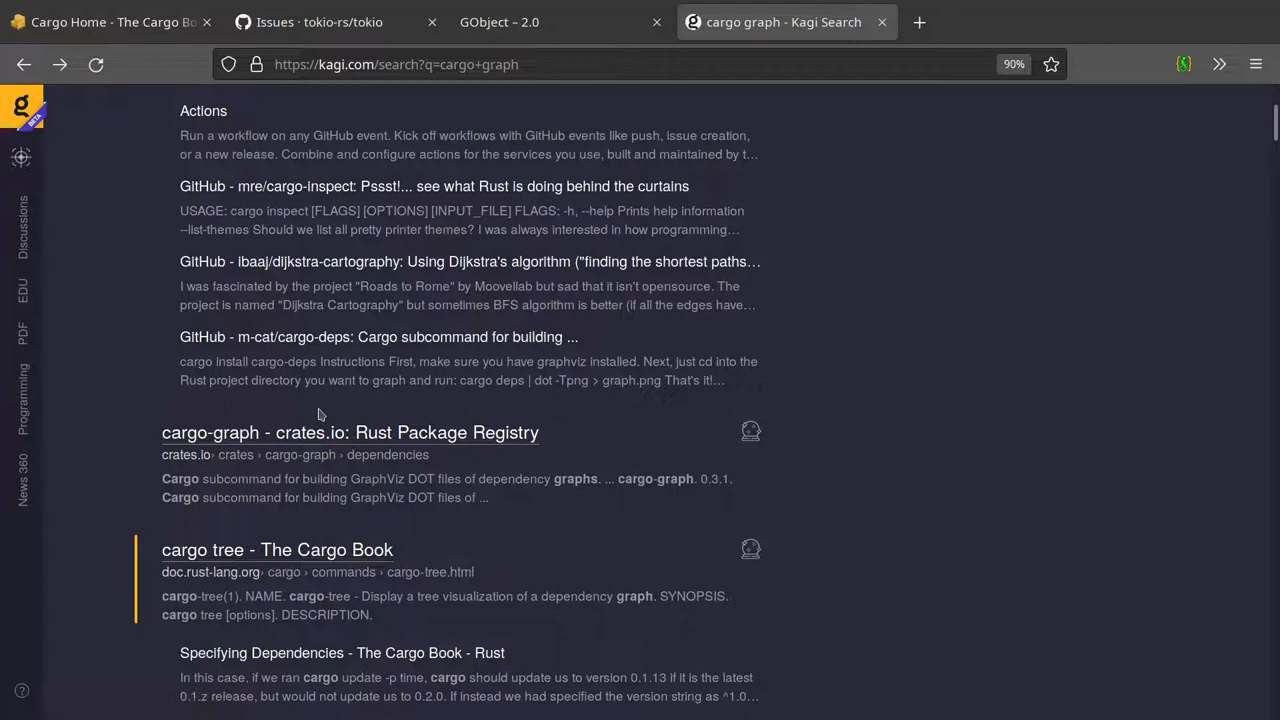 Cargo Home - The Cargo Bo
Issues · tokio-rs/tokio
GObject – 2.0
cargo graph - Kagi Search
https://kagi.com/search?q=cargo+graph
90%
g
BETA
Discussions
EDU
PDF
Programming
News 360
Actions
Run a workflow on any GitHub event. Kick off workflows with GitHub events like push, issue creation,
or a new release. Combine and configure actions for the services you use, built and maintained by t…
GitHub - mre/cargo-inspect: Pssst!... see what Rust is doing behind the curtains
USAGE: cargo inspect [FLAGS] [OPTIONS] [INPUT_FILE] FLAGS: -h, --help Prints help information
--list-themes Should we list all pretty printer themes? I was always interested in how programming…
GitHub - ibaaj/dijkstra-cartography: Using Dijkstra's algorithm ("finding the shortest paths…
I was fascinated by the project "Roads to Rome" by Moovellab but sad that it isn't opensource. The
project is named "Dijkstra Cartography" but sometimes BFS algorithm is better (if all the edges have…
GitHub - m-cat/cargo-deps: Cargo subcommand for building ...
cargo install cargo-deps Instructions First, make sure you have graphviz installed. Next, just cd into the
Rust project directory you want to graph and run: cargo deps | dot -Tpng > graph.png That's it!…
cargo-graph - crates.io: Rust Package Registry
crates.io › crates › cargo-graph › dependencies
Cargo subcommand for building GraphViz DOT files of dependency graphs. ... cargo-graph. 0.3.1.
Cargo subcommand for building GraphViz DOT files of ...
cargo tree - The Cargo Book
doc.rust-lang.org › cargo › commands › cargo-tree.html
cargo-tree(1). NAME. cargo-tree - Display a tree visualization of a dependency graph. SYNOPSIS.
cargo tree [options]. DESCRIPTION.
Specifying Dependencies - The Cargo Book - Rust
In this case, if we ran cargo update -p time, cargo should update us to version 0.1.13 if it is the latest
0.1.z release, but would not update us to 0.2.0. If instead we had specified the version string as ^1.0…